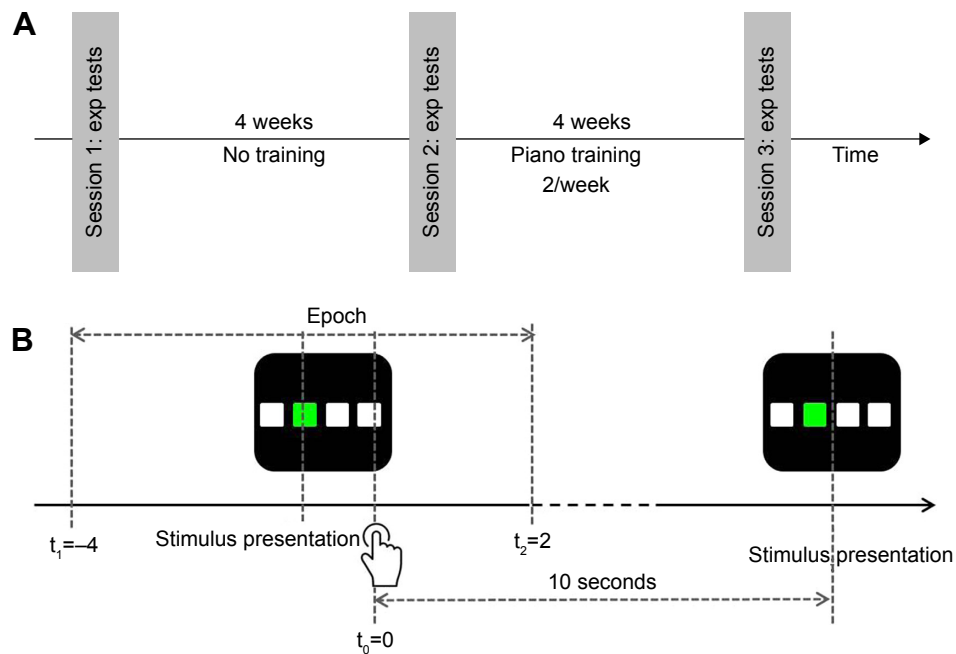 A
Session 1: exp tests
4 weeks
No training
Session 2: exp tests
4 weeks
Piano training
2/week
Session 3: exp tests
Time
B
Epoch
t₁=–4
Stimulus presentation
t₂=2
Stimulus presentation
10 seconds
t₀=0